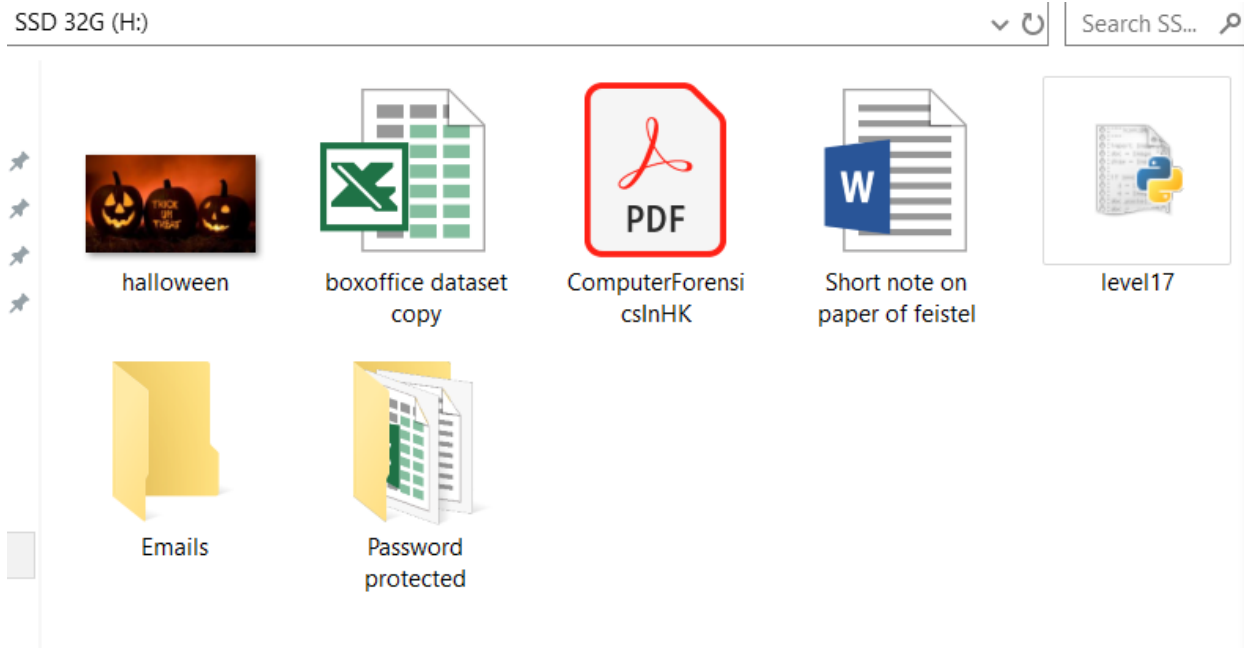 SSD 32G (H:)
Search SS...
TRICK
OR
TREAT
PDF
W
halloween
boxoffice dataset
copy
ComputerForensi
csInHK
Short note on
paper of feistel
level17
Emails
Password
protected